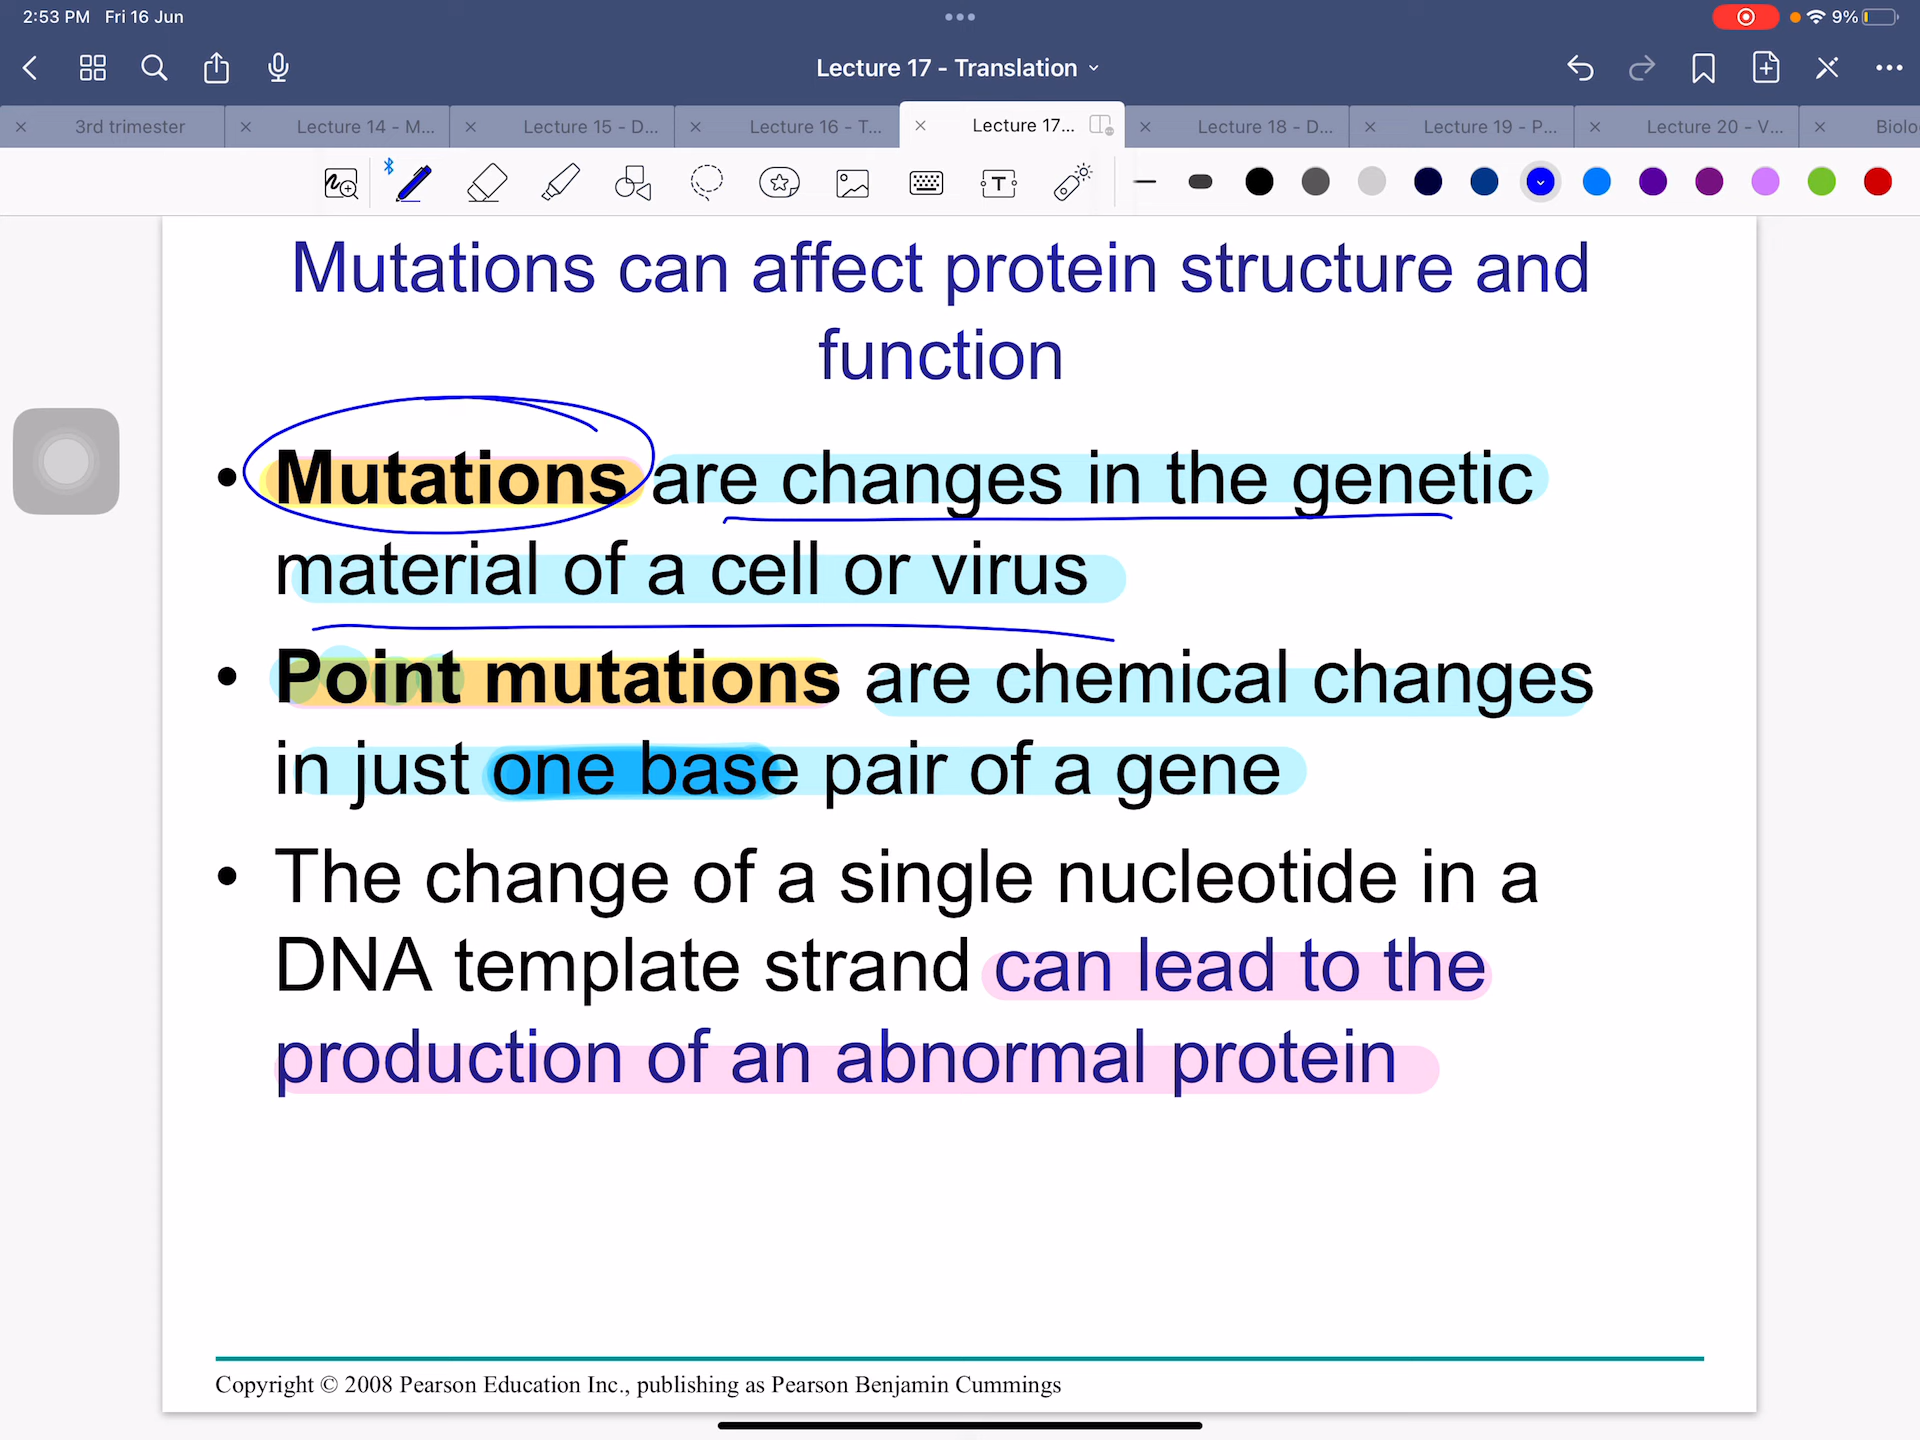 2:53 PM Fri 16 Jun
9%
Lecture 17 - Translation
3rd trimester
Lecture 14 - M...
Lecture 15 - D...
Lecture 16 - T...
Lecture 17...
Lecture 18 - D...
Lecture 19 - P...
Lecture 20 - V...
Biolo
T
Mutations can affect protein structure and
function
• Mutations are changes in the genetic
material of a cell or virus
• Point mutations are chemical changes
in just one base pair of a gene
• The change of a single nucleotide in a
DNA template strand can lead to the
production of an abnormal protein
Copyright © 2008 Pearson Education Inc., publishing as Pearson Benjamin Cummings